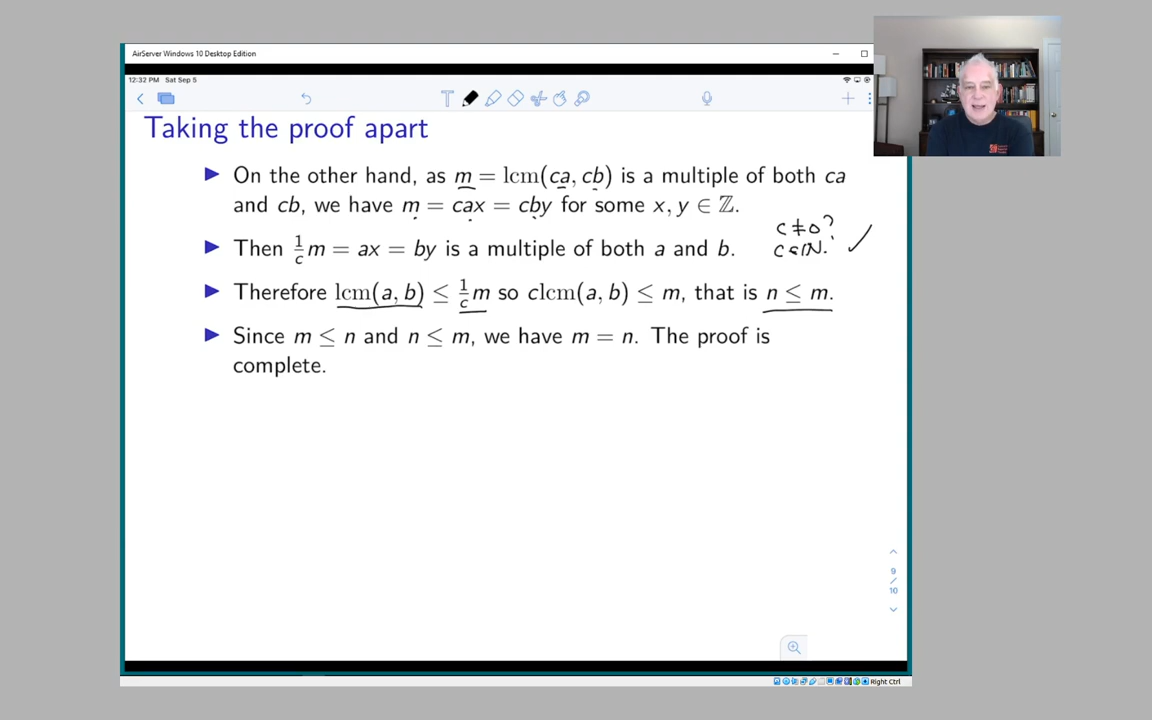 AirServer Windows 10 Desktop Edition
12:32 PM Sat Sep 5
Taking the proof apart
On the other hand, as m = lcm(ca, cb) is a multiple of both ca
and cb, we have m = cax = cby for some x, y ∈ ℤ.
c ≠ 0?
c ∈ ℕ. ✓
Then 1/c m = ax = by is a multiple of both a and b.
Therefore lcm(a, b) ≤ 1/c m so clcm(a, b) ≤ m, that is n ≤ m.
Since m ≤ n and n ≤ m, we have m = n. The proof is
complete.
9
/
10
Right Ctrl